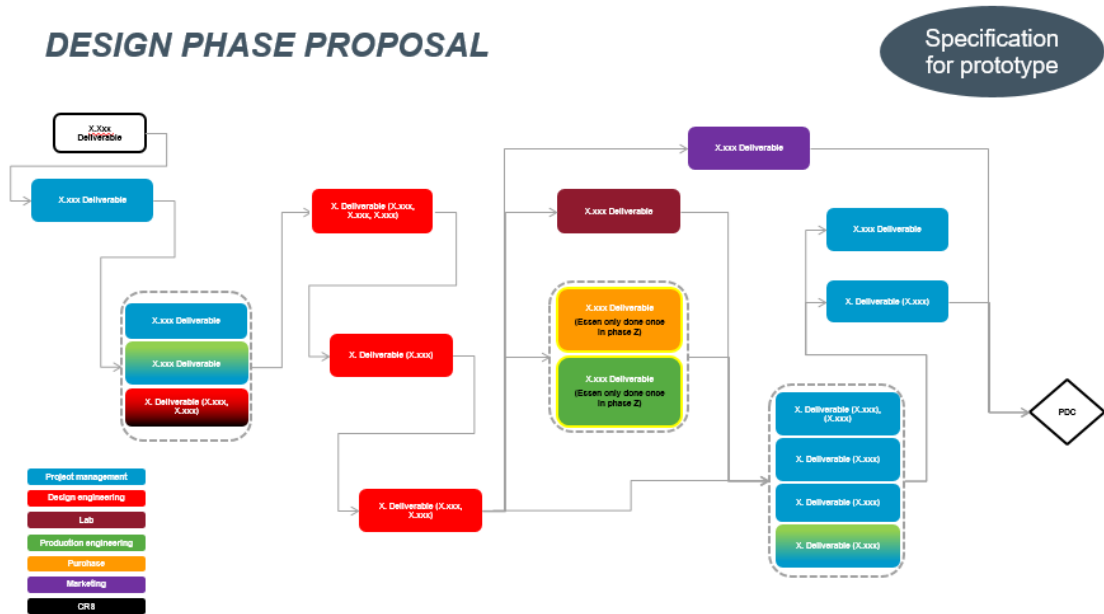 DESIGN PHASE PROPOSAL
Specification
for prototype
X.Xxx
Deliverable
X.xxx Deliverable
X.xxx Deliverable
X.xxx Deliverable
X. Deliverable (X.xxx,
X.xxx)
X. Deliverable (X.xxx,
X.xxx, X.xxx)
X. Deliverable (X.xxx)
X. Deliverable (X.xxx,
X.xxx)
X.xxx Deliverable
X.xxx Deliverable
X.xxx Deliverable
(Essen only done once
in phase Z)
X.xxx Deliverable
(Essen only done once
in phase Z)
X.xxx Deliverable
X. Deliverable (X.xxx)
X. Deliverable (X.xxx),
(X.xxx)
X. Deliverable (X.xxx)
X. Deliverable (X.xxx)
X. Deliverable (X.xxx)
PDC
Project management
Design engineering
Lab
Production engineering
Purchase
Marketing
CR8